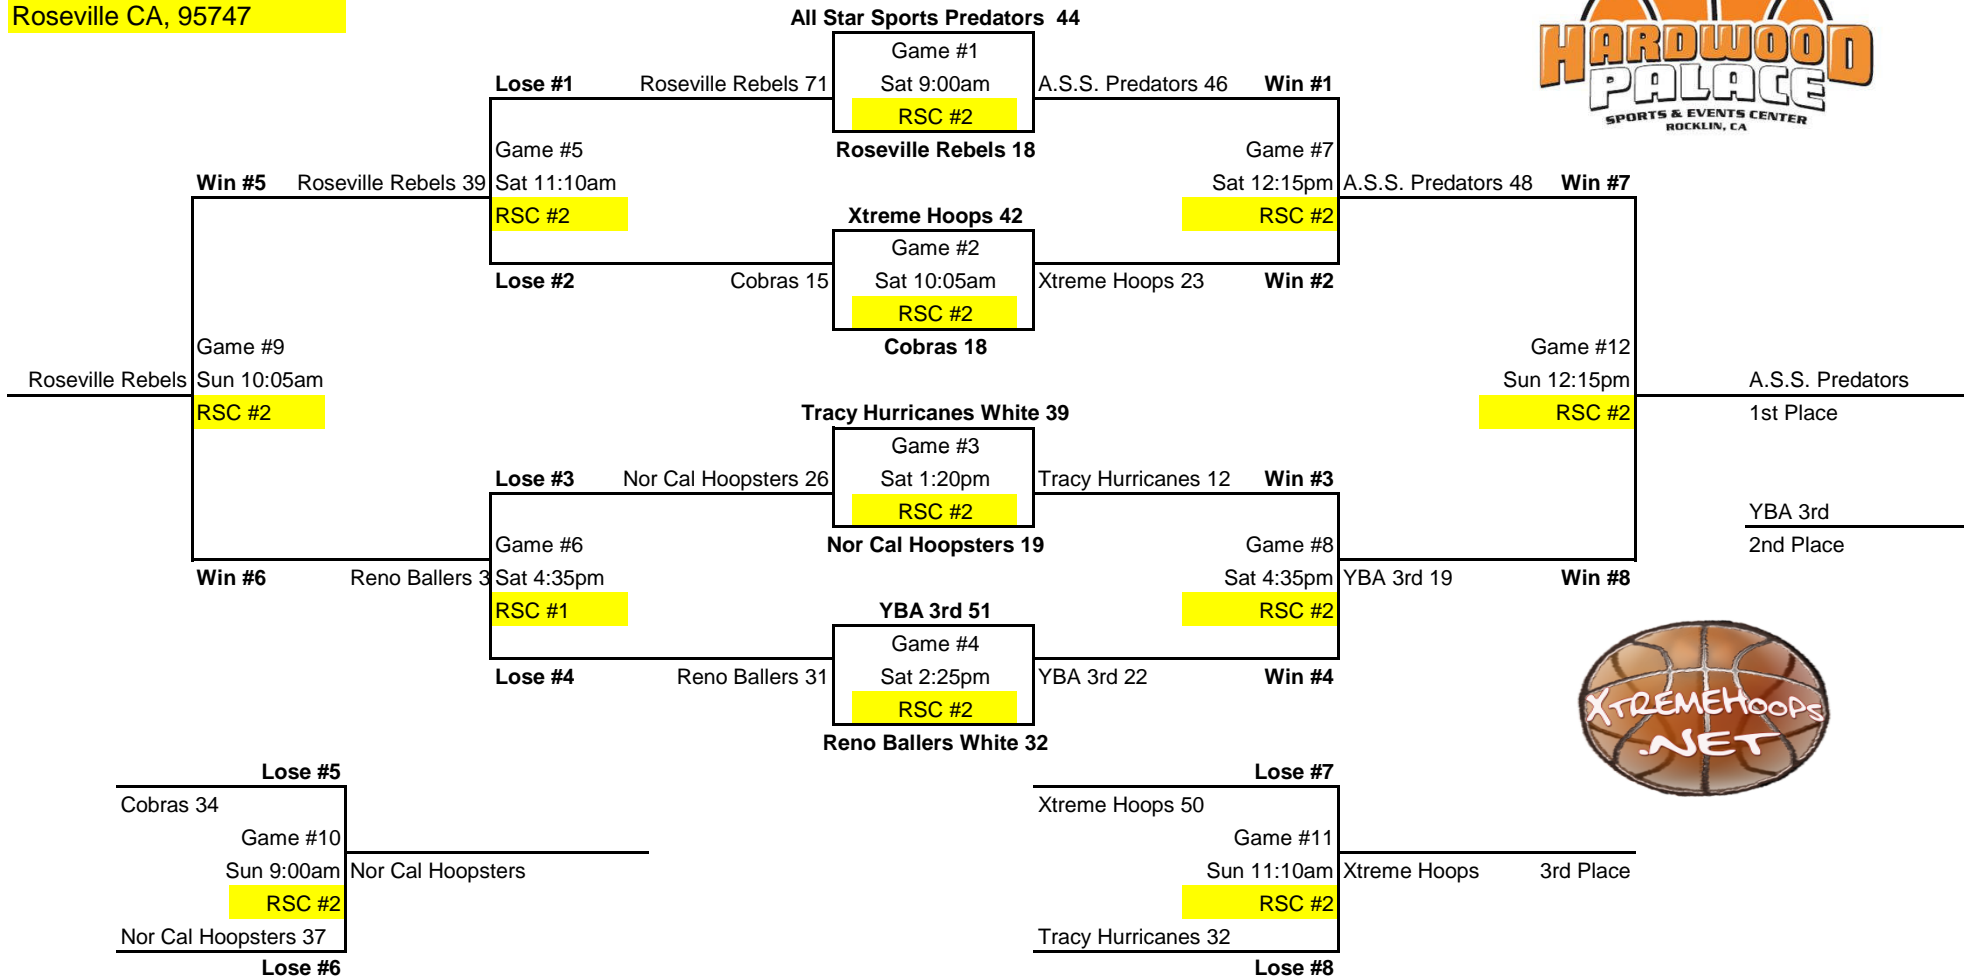 Roseville CA, 95747
All Star Sports Predators  44
Game #1
Lose #1
Roseville Rebels 71
Sat 9:00am
A.S.S. Predators 46
Win #1
RSC #2
Roseville Rebels 18
HARDWOOD
PALACE
SPORTS & EVENTS CENTER
ROCKLIN, CA
Game #5
Game #7
Win #5
Roseville Rebels 39
Sat 11:10am
Sat 12:15pm
A.S.S. Predators 48
Win #7
RSC #2
Xtreme Hoops 42
RSC #2
Game #2
Lose #2
Cobras 15
Sat 10:05am
Xtreme Hoops 23
Win #2
RSC #2
Cobras 18
Game #9
Game #12
Roseville Rebels
Sun 10:05am
Sun 12:15pm
A.S.S. Predators
RSC #2
Tracy Hurricanes White 39
RSC #2
1st Place
Game #3
Lose #3
Nor Cal Hoopsters 26
Sat 1:20pm
Tracy Hurricanes 12
Win #3
RSC #2
YBA 3rd
Game #6
Nor Cal Hoopsters 19
Game #8
2nd Place
Win #6
Reno Ballers 3
Sat 4:35pm
Sat 4:35pm
YBA 3rd 19
Win #8
RSC #1
YBA 3rd 51
RSC #2
Game #4
Lose #4
Reno Ballers 31
Sat 2:25pm
YBA 3rd 22
Win #4
RSC #2
Reno Ballers White 32
XTREMEHOOPS
.NET
Lose #5
Lose #7
Cobras 34
Xtreme Hoops 50
Game #10
Game #11
Sun 9:00am
Nor Cal Hoopsters
Sun 11:10am
Xtreme Hoops
3rd Place
RSC #2
RSC #2
Nor Cal Hoopsters 37
Tracy Hurricanes 32
Lose #6
Lose #8